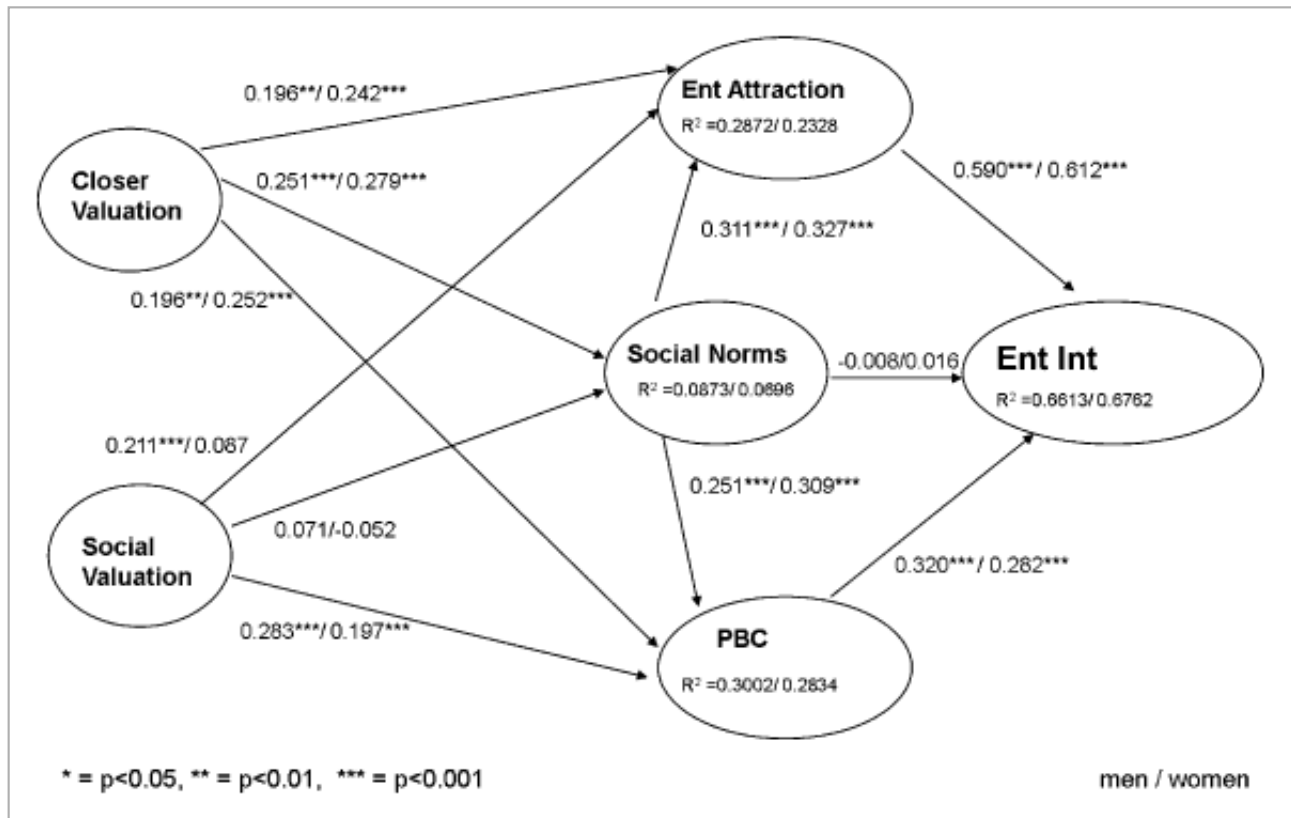 Ent Attraction
R² =0.2872/ 0.2328
0.196**/ 0.242***
Closer
Valuation
0.251***/ 0.279***
0.590***/ 0.612***
0.311***/ 0.327***
0.196**/ 0.252***
Social Norms
R² =0.0873/ 0.0696
-0.008/0.016
Ent Int
R² =0.6613/ 0.6762
0.211***/ 0.087
0.251***/ 0.309***
0.071/-0.052
Social
Valuation
0.320***/ 0.282***
0.283***/ 0.197***
PBC
R² =0.3002/ 0.2834
* = p<0.05, ** = p<0.01, *** = p<0.001
men / women